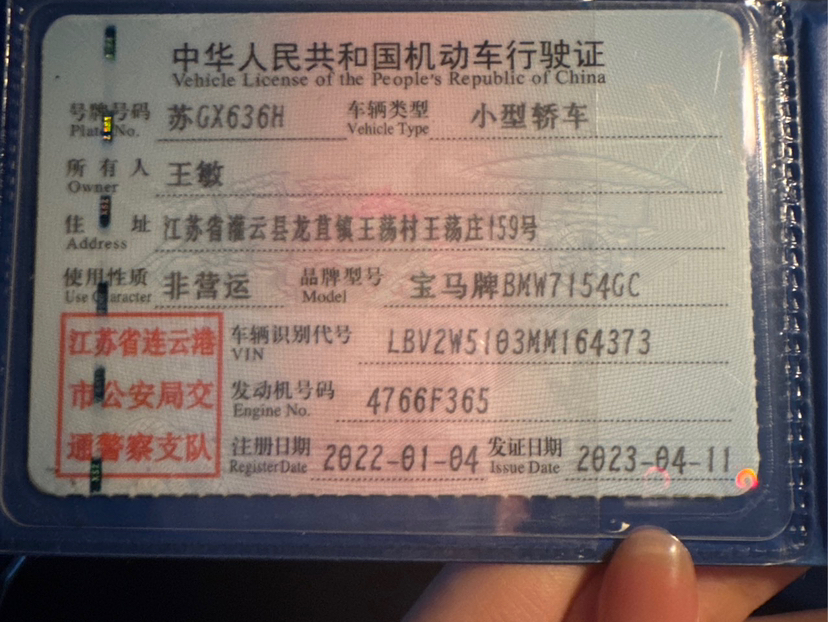 中华人民共和国机动车行驶证
Vehicle License of the People's Republic of China
号牌号码 苏GX636H 车辆类型 小型轿车
Plate No. Vehicle Type
所有人 王敏
Owner
住址 江苏省灌云县龙苴镇王荡村王荡庄159号
Address
使用性质 非营运 品牌型号 宝马牌BMW7154GC
Use Character Model
江苏省连云港
市公安局交
通警察支队
车辆识别代号 LBV2W5103MM164373
VIN
发动机号码 4766F365
Engine No.
注册日期 2022-01-04 发证日期 2023-04-11
Register Date Issue Date